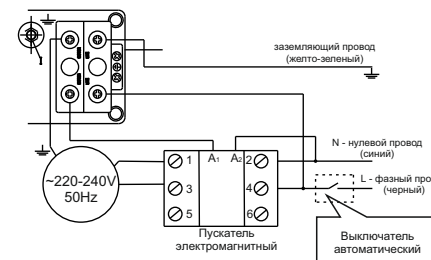 заземляющий провод
(желто-зеленый)
N - нулевой провод
(синий)
L - фазный про
(черный)
1 A1 A2 2
3 4
5 6
~220-240V
50Hz
Пускатель
электромагнитный
Выключатель
автоматический